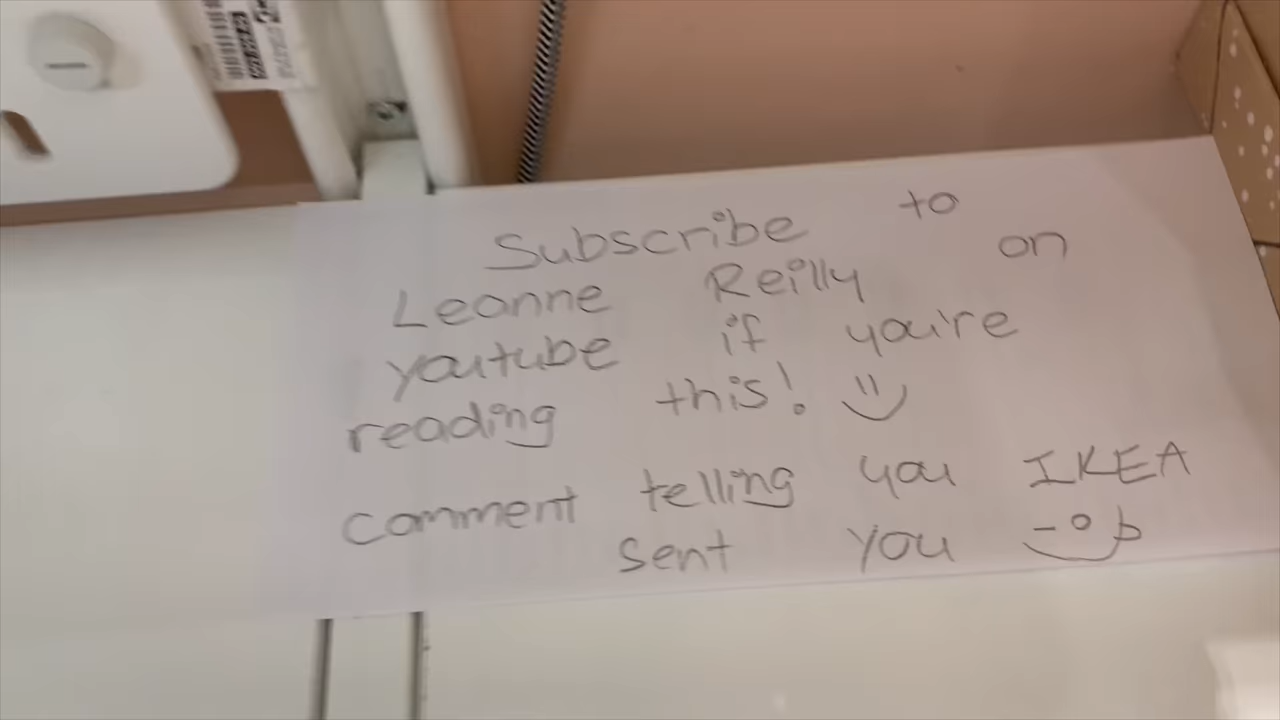 Subscribe to
Leanne Reilly on
youtube if you're
reading this!
comment telling you IKEA
sent you